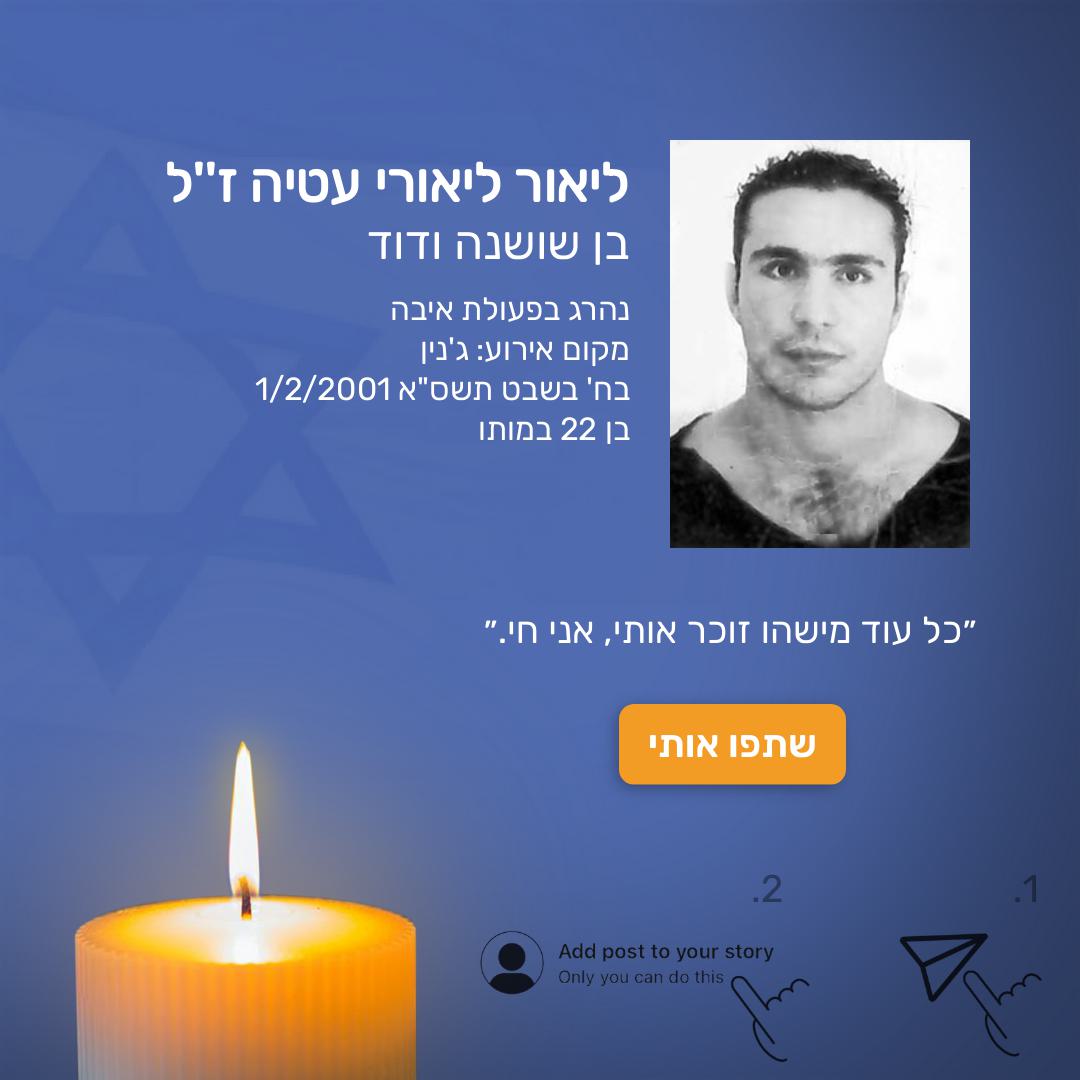 ליאור ליאורי עטיה ז"ל
בן שושנה ודוד
נהרג בפעולת איבה
מקום אירוע: ג'נין
בח' בשבט תשס"א 1/2/2001
בן 22 במותו
״כל עוד מישהו זוכר אותי, אני חי.״
שתפו אותי
1.
2.
Add post to your story
Only you can do this